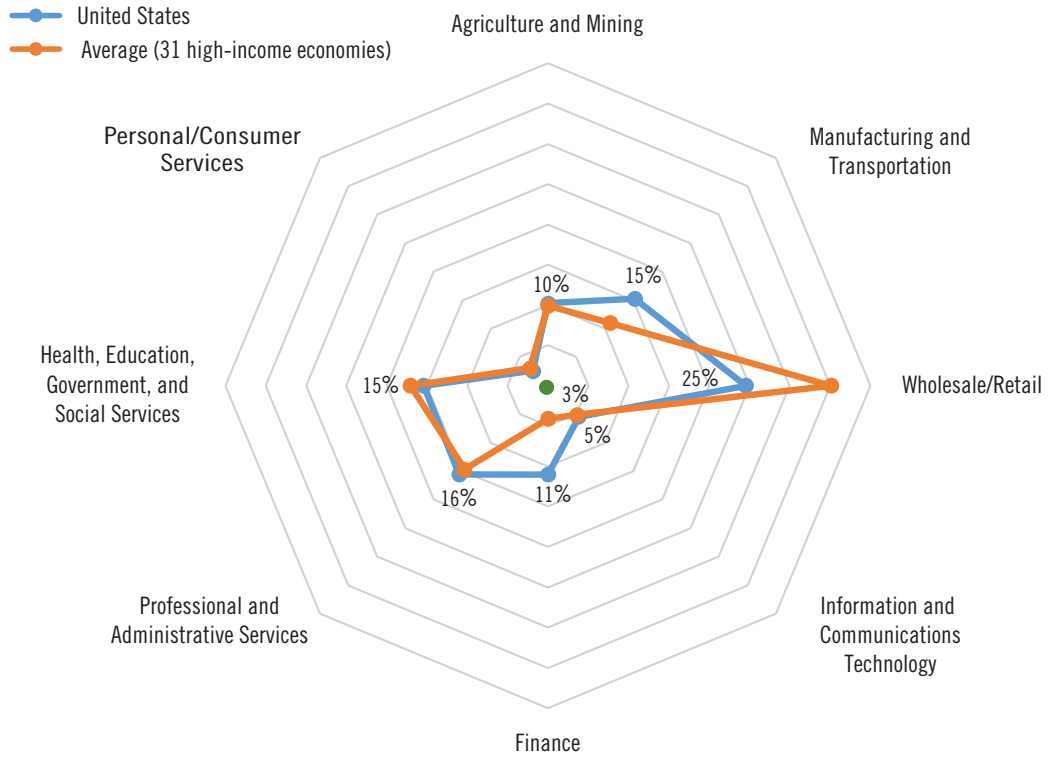 United States
Average (31 high-income economies)
Agriculture and Mining
Personal/Consumer
Services
Manufacturing and
Transportation
10%
15%
Health, Education,
Government, and
Social Services
15%
25%
Wholesale/Retail
3%
5%
16%
11%
Professional and
Administrative Services
Information and
Communications
Technology
Finance